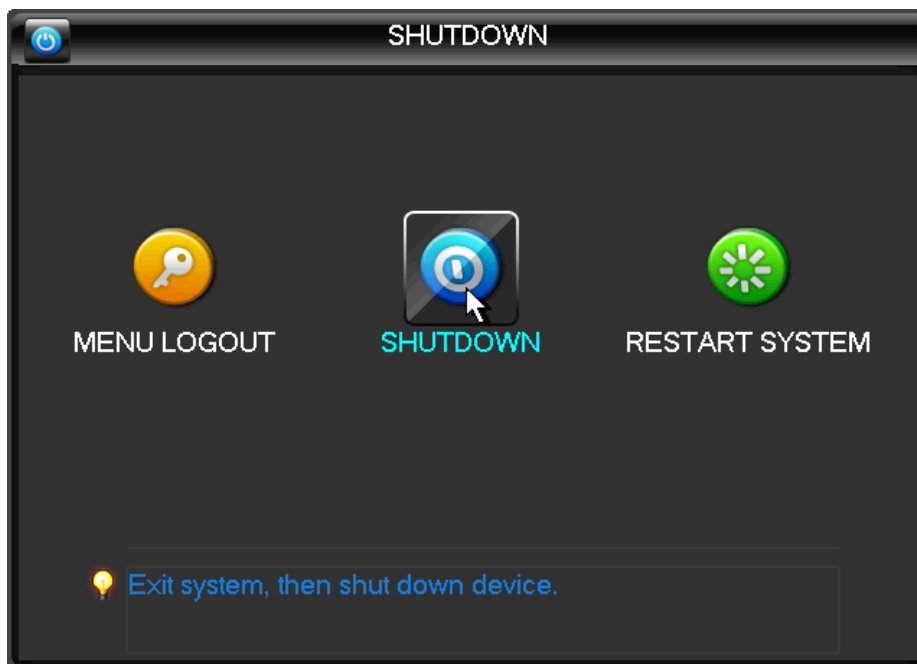 SHUTDOWN
MENU LOGOUT
SHUTDOWN
RESTART SYSTEM
Exit system, then shut down device.